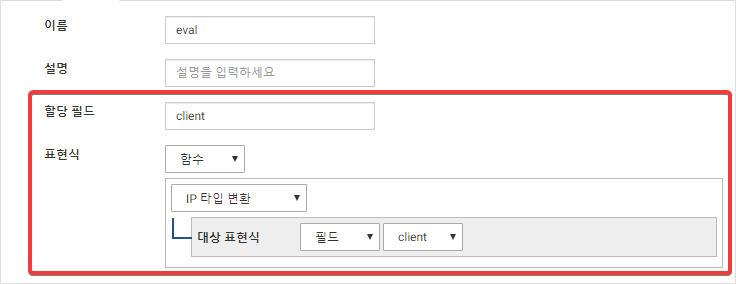 이름 eval
설명 설명을 입력하세요
할당 필드 client
표현식 함수
IP 타입 변환
대상 표현식 필드 client